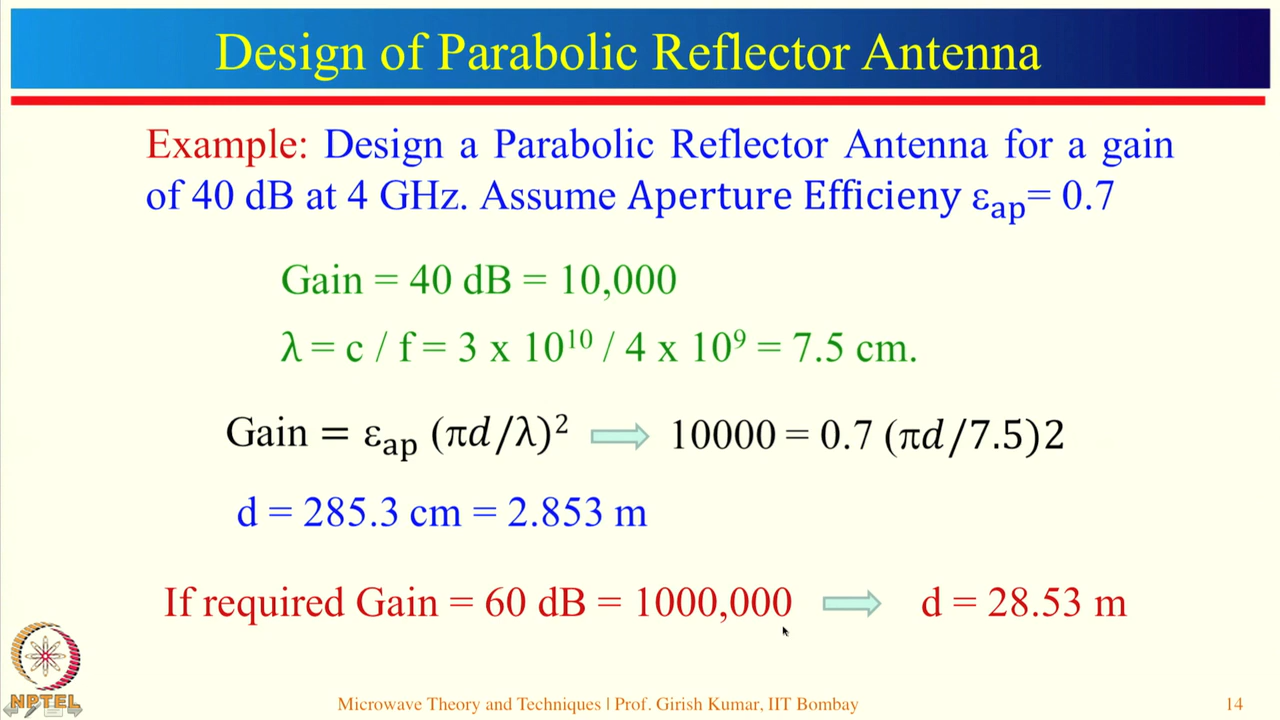 Design of Parabolic Reflector Antenna
Example: Design a Parabolic Reflector Antenna for a gain
of 40 dB at 4 GHz. Assume Aperture Efficieny εap= 0.7
Gain = 40 dB = 10,000
λ = c / f = 3 x 10¹⁰ / 4 x 10⁹ = 7.5 cm.
Gain = εap (πd/λ)² ⇒ 10000 = 0.7 (πd/7.5)2
d = 285.3 cm = 2.853 m
If required Gain = 60 dB = 1000,000 ⇒ d = 28.53 m
NPTEL
Microwave Theory and Techniques | Prof. Girish Kumar, IIT Bombay
14